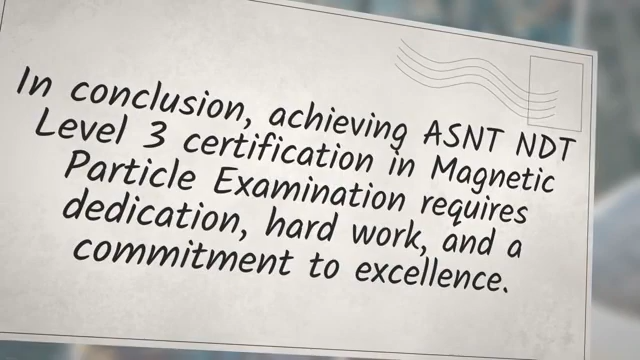 In conclusion, achieving ASNT NDT
Level 3 certification in Magnetic
Particle Examination requires
dedication, hard work, and a
commitment to excellence.